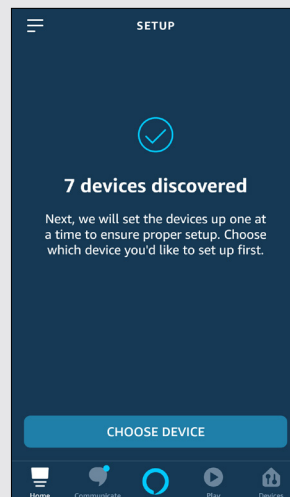 SETUP
7 devices discovered
Next, we will set the devices up one at
a time to ensure proper setup. Choose
which device you'd like to set up first.
CHOOSE DEVICE
Home Communicate Play Devices